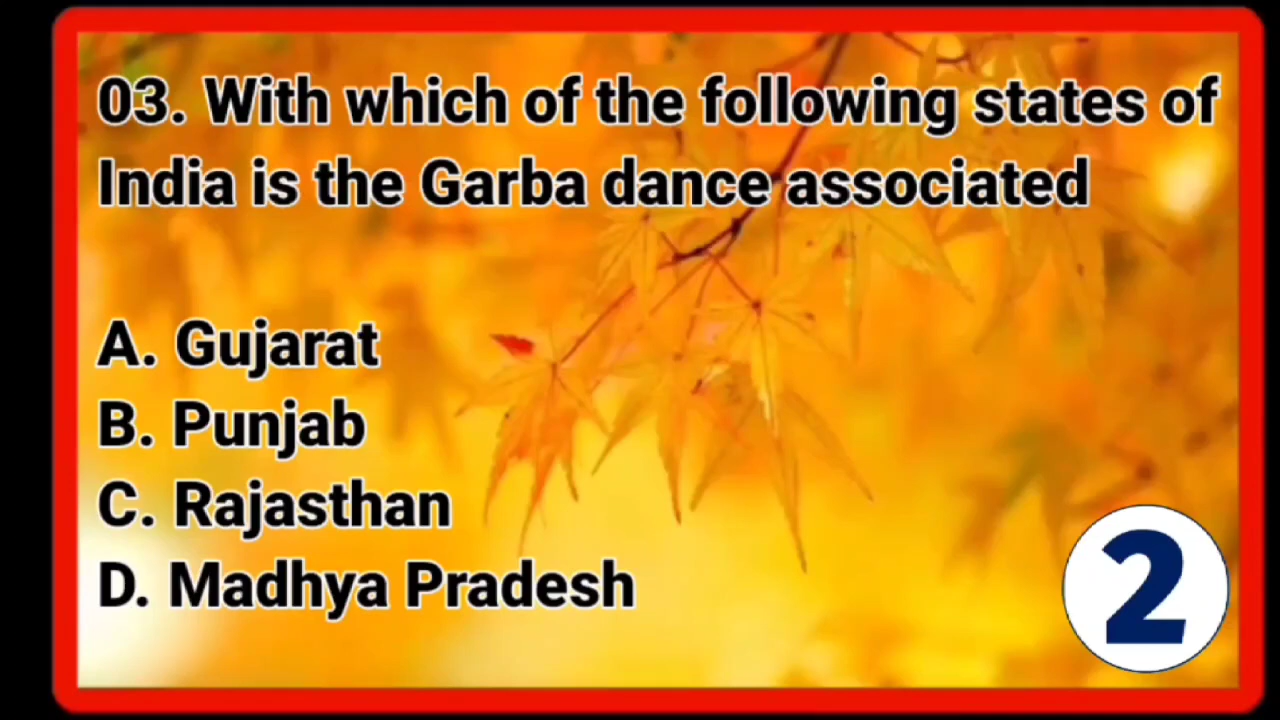 03. With which of the following states of
India is the Garba dance associated
A. Gujarat
B. Punjab
C. Rajasthan
D. Madhya Pradesh
2